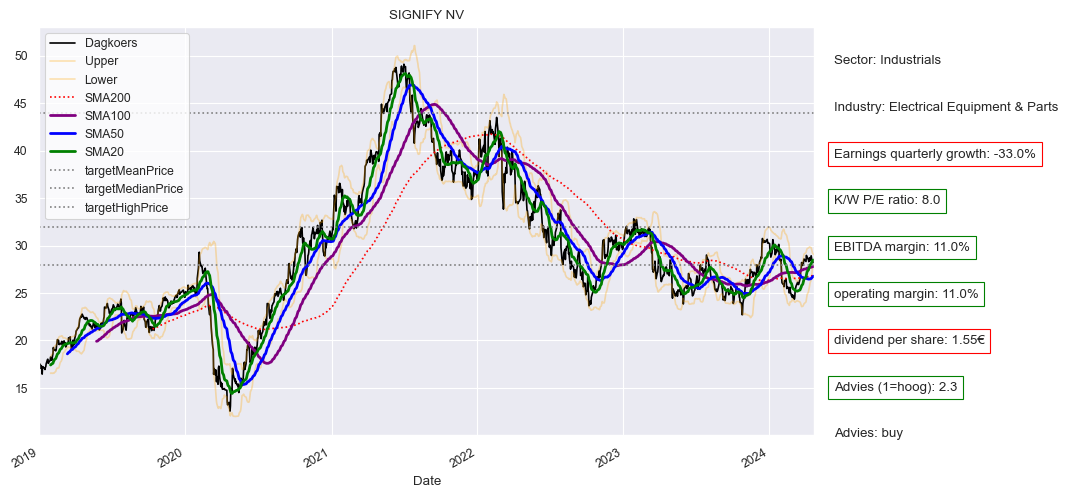 SIGNIFY NV
Dagkoers
Upper
Lower
SMA200
SMA100
SMA50
SMA20
targetMeanPrice
targetMedianPrice
targetHighPrice
50
45
40
35
30
25
20
15
2019
2020
2021
2022
2023
2024
Date
Sector: Industrials
Industry: Electrical Equipment & Parts
Earnings quarterly growth: -33.0%
K/W P/E ratio: 8.0
EBITDA margin: 11.0%
operating margin: 11.0%
dividend per share: 1.55€
Advies (1=hoog): 2.3
Advies: buy